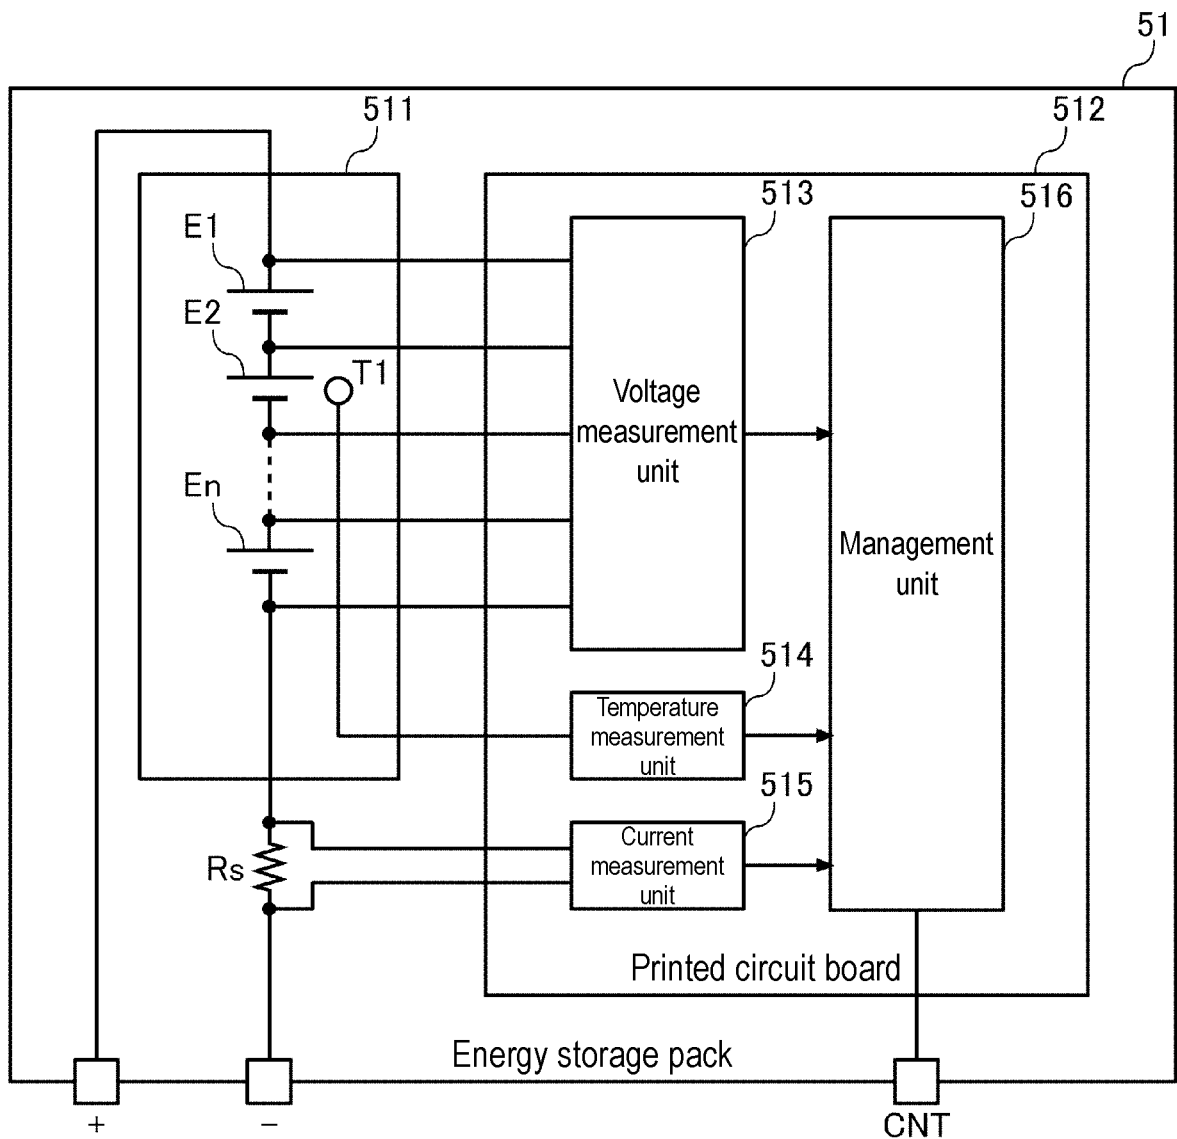 51
511
512
513
516
E1
E2
T1
Voltage
measurement
unit
En
Management
unit
514
Temperature
measurement
unit
515
Current
measurement
unit
Rs
Printed circuit board
Energy storage pack
+
−
CNT